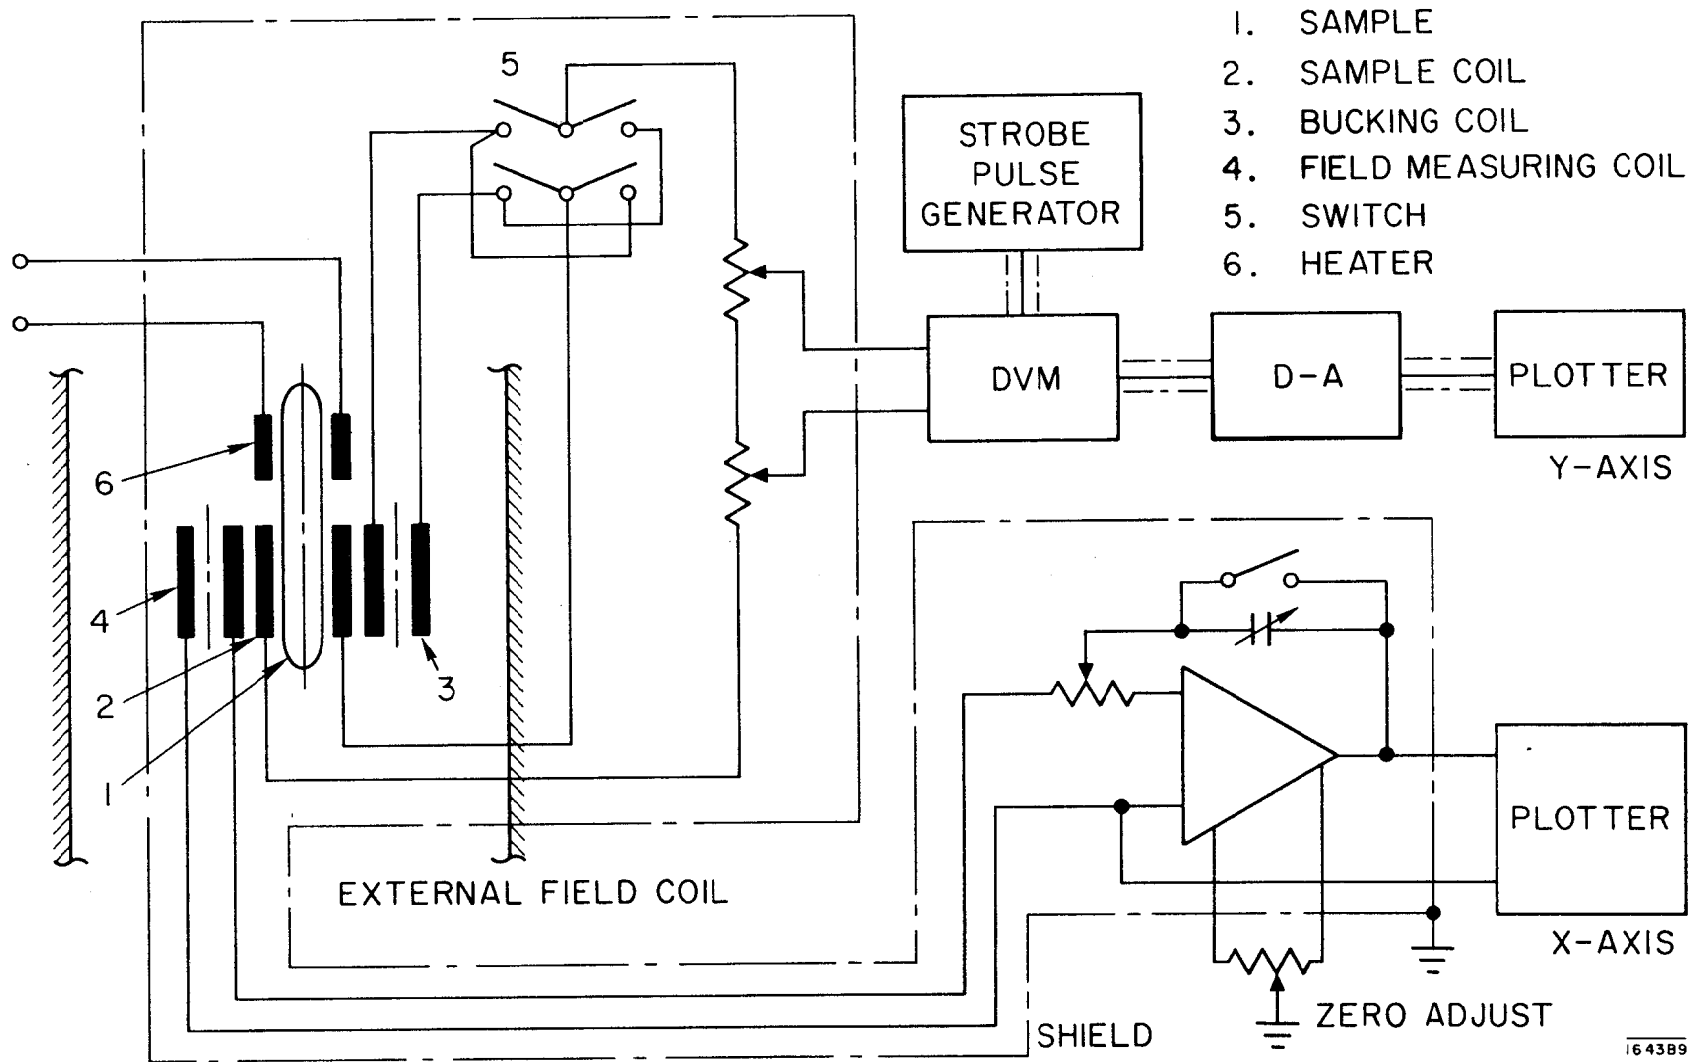 1. SAMPLE
2. SAMPLE COIL
3. BUCKING COIL
4. FIELD MEASURING COIL
5. SWITCH
6. HEATER
5
STROBE
PULSE
GENERATOR
DVM
D-A
PLOTTER
Y-AXIS
6
4
2
3
1
EXTERNAL FIELD COIL
PLOTTER
X-AXIS
ZERO ADJUST
SHIELD
1643B9